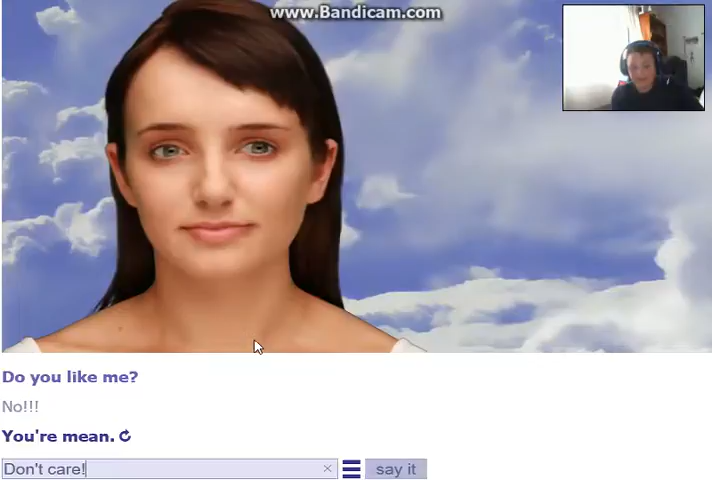 www.Bandicam.com
Do you like me?
No!!!
You're mean.
Don't care!
say it